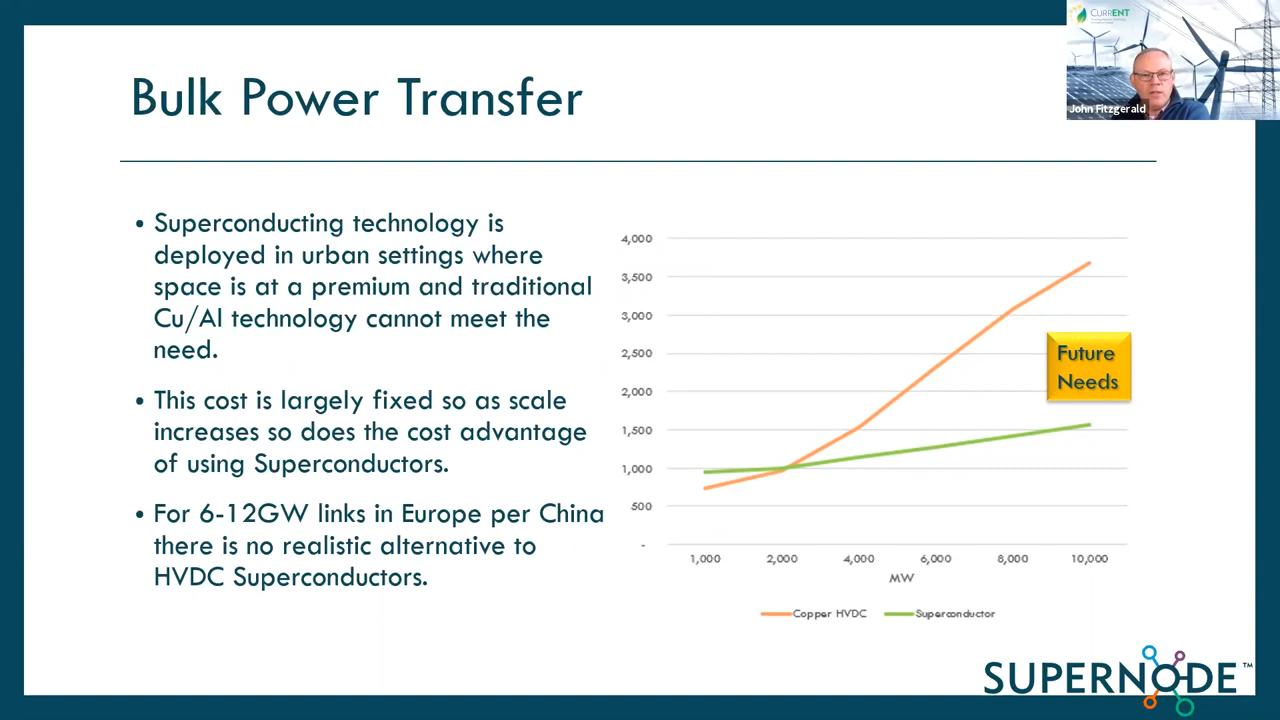 CURRENT
John Fitzgerald
Bulk Power Transfer
• Superconducting technology is
deployed in urban settings where
space is at a premium and traditional
Cu/Al technology cannot meet the
need.
• This cost is largely fixed so as scale
increases so does the cost advantage
of using Superconductors.
• For 6-12GW links in Europe per China
there is no realistic alternative to
HVDC Superconductors.
4,000
3,500
3,000
2,500
2,000
1,500
1,000
500
-
Future
Needs
1,000 2,000 4,000 6,000 8,000 10,000
MW
Copper HVDC Superconductor
SUPERNODE™